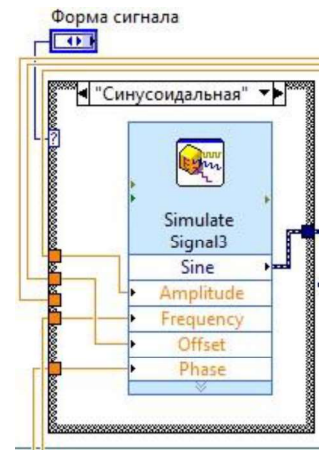 Форма сигнала
"Синусоидальная"
?
Simulate
Signal3
Sine
Amplitude
Frequency
Offset
Phase